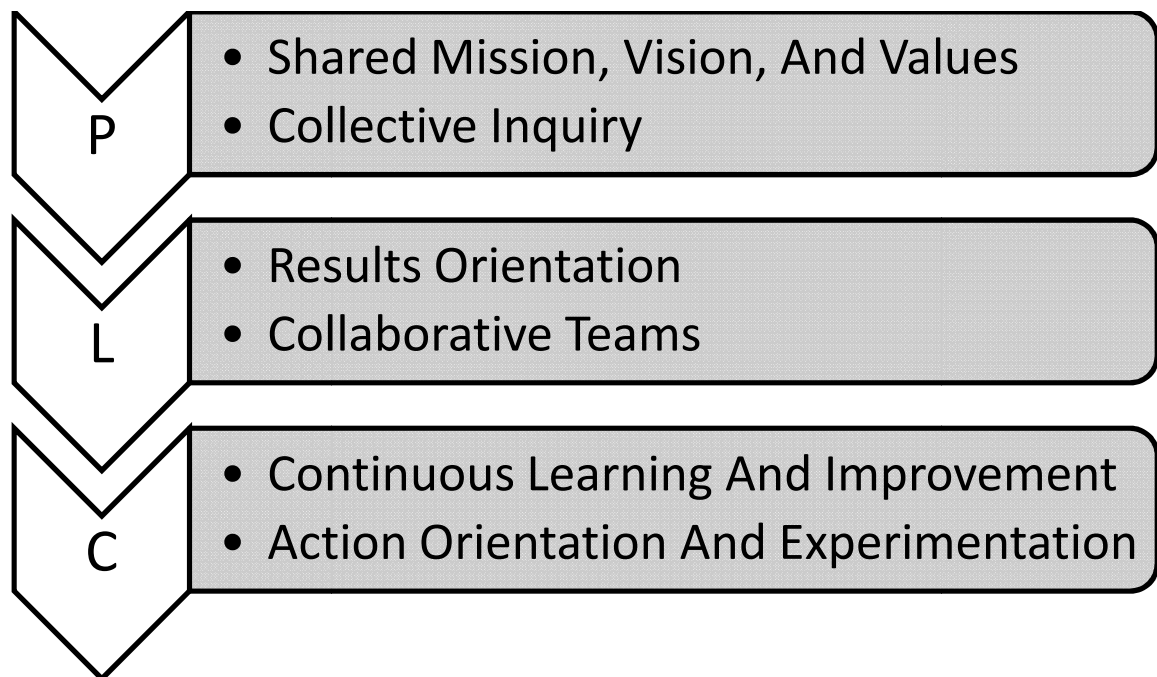 P
• Shared Mission, Vision, And Values
• Collective Inquiry
L
• Results Orientation
• Collaborative Teams
C
• Continuous Learning And Improvement
• Action Orientation And Experimentation